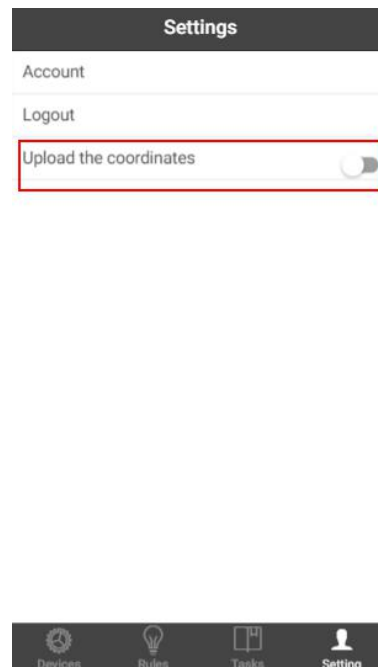 Settings
Account
Logout
Upload the coordinates
Devices
Rules
Tasks
Setting